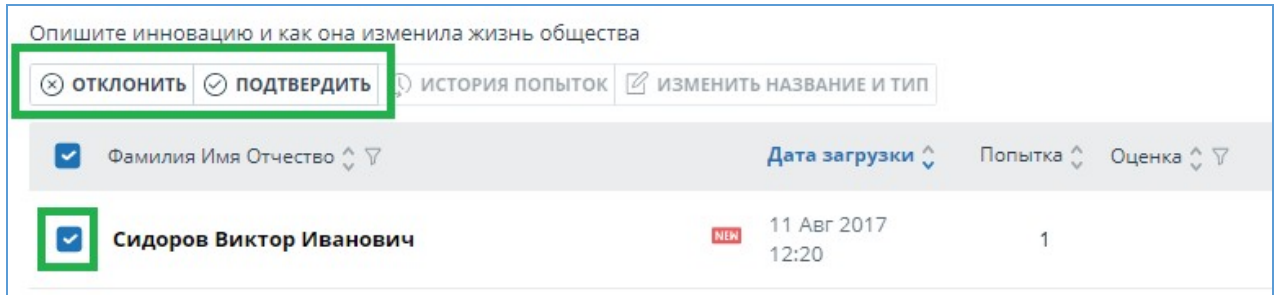 Опишите инновацию и как она изменила жизнь общества
ОТКЛОНИТЬ ПОДТВЕРДИТЬ ИСТОРИЯ ПОПЫТОК ИЗМЕНИТЬ НАЗВАНИЕ И ТИП
Фамилия Имя Отчество Дата загрузки Попытка Оценка
Сидоров Виктор Иванович NEW 11 Авг 2017 1
12:20